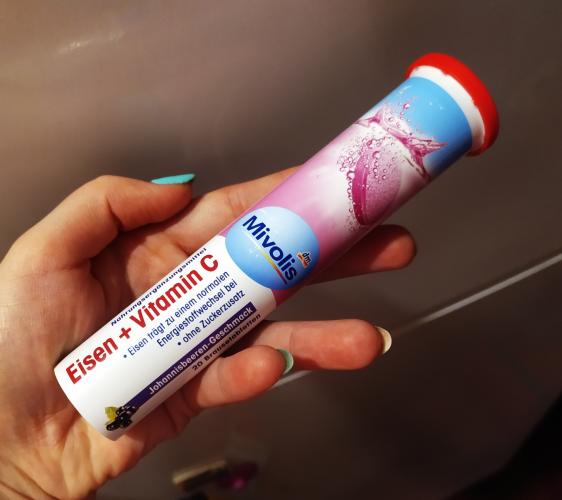 Mivolis
dm
Nahrungsergänzungsmittel
Eisen + Vitamin C
• Eisen trägt zu einem normalen
Energiestoffwechsel bei
• ohne Zuckerzusatz
Johannisbeeren-Geschmack
20 Brausetabletten